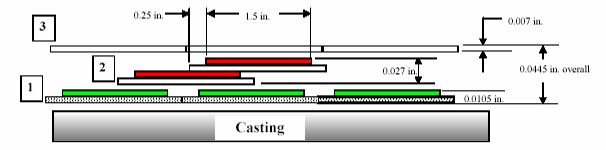 0.25 in.
1.5 in.
0.007 in.
3
2
0.027 in.
0.0445 in. overall
1
0.0105 in.
Casting